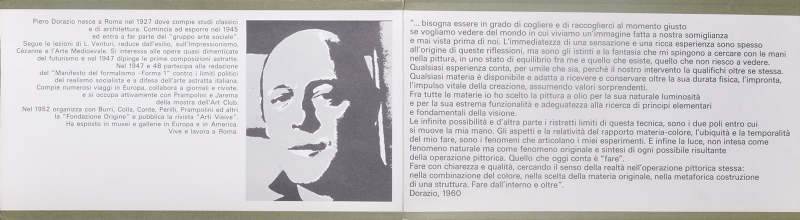 Piero Dorazio nasce a Roma nel 1927 dove compie studi classici
e di architettura. Comincia ad esporre nel 1945
ed entra a far parte del "gruppo arte sociale"
Segue le lezioni di L. Venturi, reduce dall'esilio, sull'Impressionismo,
Cézanne e l'Arte Medioevale. Si interessa alle opere quasi dimenticate
del futurismo e nel 1947 dipinge le prime composizioni astratte.
Nel 1947 e 48 partecipa alla redazione
del "Manifesto del formalismo -Forma 1" contro i limiti politici
del realismo socialista e a difesa dell'arte astratta italiana.
Compie numerosi viaggi in Europa, collabora a giornali e riviste,
e si occupa attivamente con Prampolini e Jarema
della mostra dell'Art Club.
Nel 1952 organizza con Burri, Colla, Conte, Perilli, Prampolini ed altri
la "Fondazione Origine" e pubblica la rivista "Arti Visive".
Ha esposto in musei e gallerie in Europa e in America.
Vive e lavora a Roma.
"... bisogna essere in grado di cogliere e di raccoglierci al momento giusto
se vogliamo vedere del mondo in cui viviamo un'immagine fatta a nostra somiglianza
e mai vista prima di noi. L'immediatezza di una sensazione e una ricca esperienza sono spesso
all'origine di queste riflessioni, ma sono gli istinti e la fantasia che mi spingono a cercare con le mani
nella pittura, in uno stato di equilibrio fra me e quello che esiste, quello che non riesco a vedere.
Qualsiasi esperienza conta, per umile che sia, perché il nostro intervento la qualifichi oltre se stessa.
Qualsiasi materia è disponibile e adatta a ricevere e conservare oltre la sua durata fisica, l'impronta,
l'impulso vitale della creazione, assumendo valori sorprendenti.
Fra tutte le materie io ho scelto la pittura a olio per la sua naturale luminosità
e per la sua estrema funzionalità e adeguatezza alla ricerca di principi elementari
e fondamentali della visione.
Le infinite possibilità e d'altra parte i ristretti limiti di questa tecnica, sono i due poli entro cui
si muove la mia mano. Gli aspetti e la relatività del rapporto materia-colore, l'ubiquità e la temporalità
del mio fare, sono i fenomeni che articolano i miei esperimenti. E infine la luce, non intesa come
fenomeno naturale ma come fenomeno originale e sintesi di ogni possibile risultante
della operazione pittorica. Quello che oggi conta è "fare".
Fare con chiarezza e qualità, cercando il senso della realtà nell'operazione pittorica stessa:
nella combinazione del colore, nella scelta della materia originale, nella metaforica costruzione
di una struttura. Fare dall'interno e oltre".
Dorazio, 1960